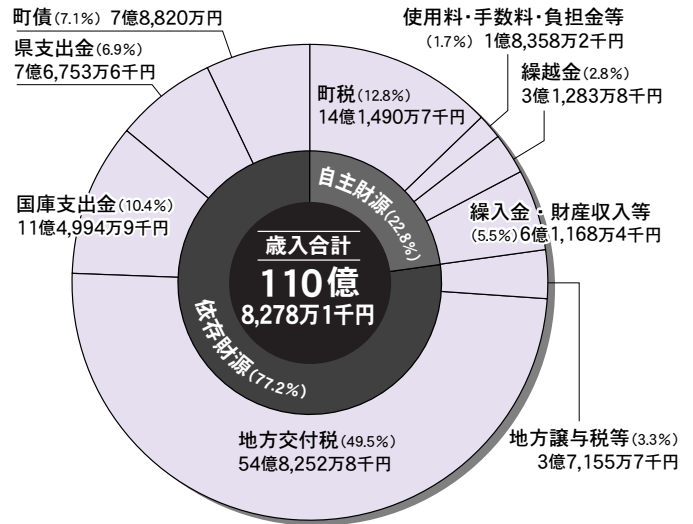 町債(7.1%) 7億8,820万円
県支出金(6.9%)
7億6,753万6千円
国庫支出金(10.4%)
11億4,994万9千円
使用料・手数料・負担金等
(1.7%) 1億8,358万2千円
繰越金(2.8%)
3億1,283万8千円
町税(12.8%)
14億1,490万7千円
繰入金・財産収入等
(5.5%)6億1,168万4千円
自主財源(22.8%)
歳入合計
110億
8,278万1千円
依存財源(77.2%)
地方交付税(49.5%)
54億8,252万8千円
地方譲与税等(3.3%)
3億7,155万7千円